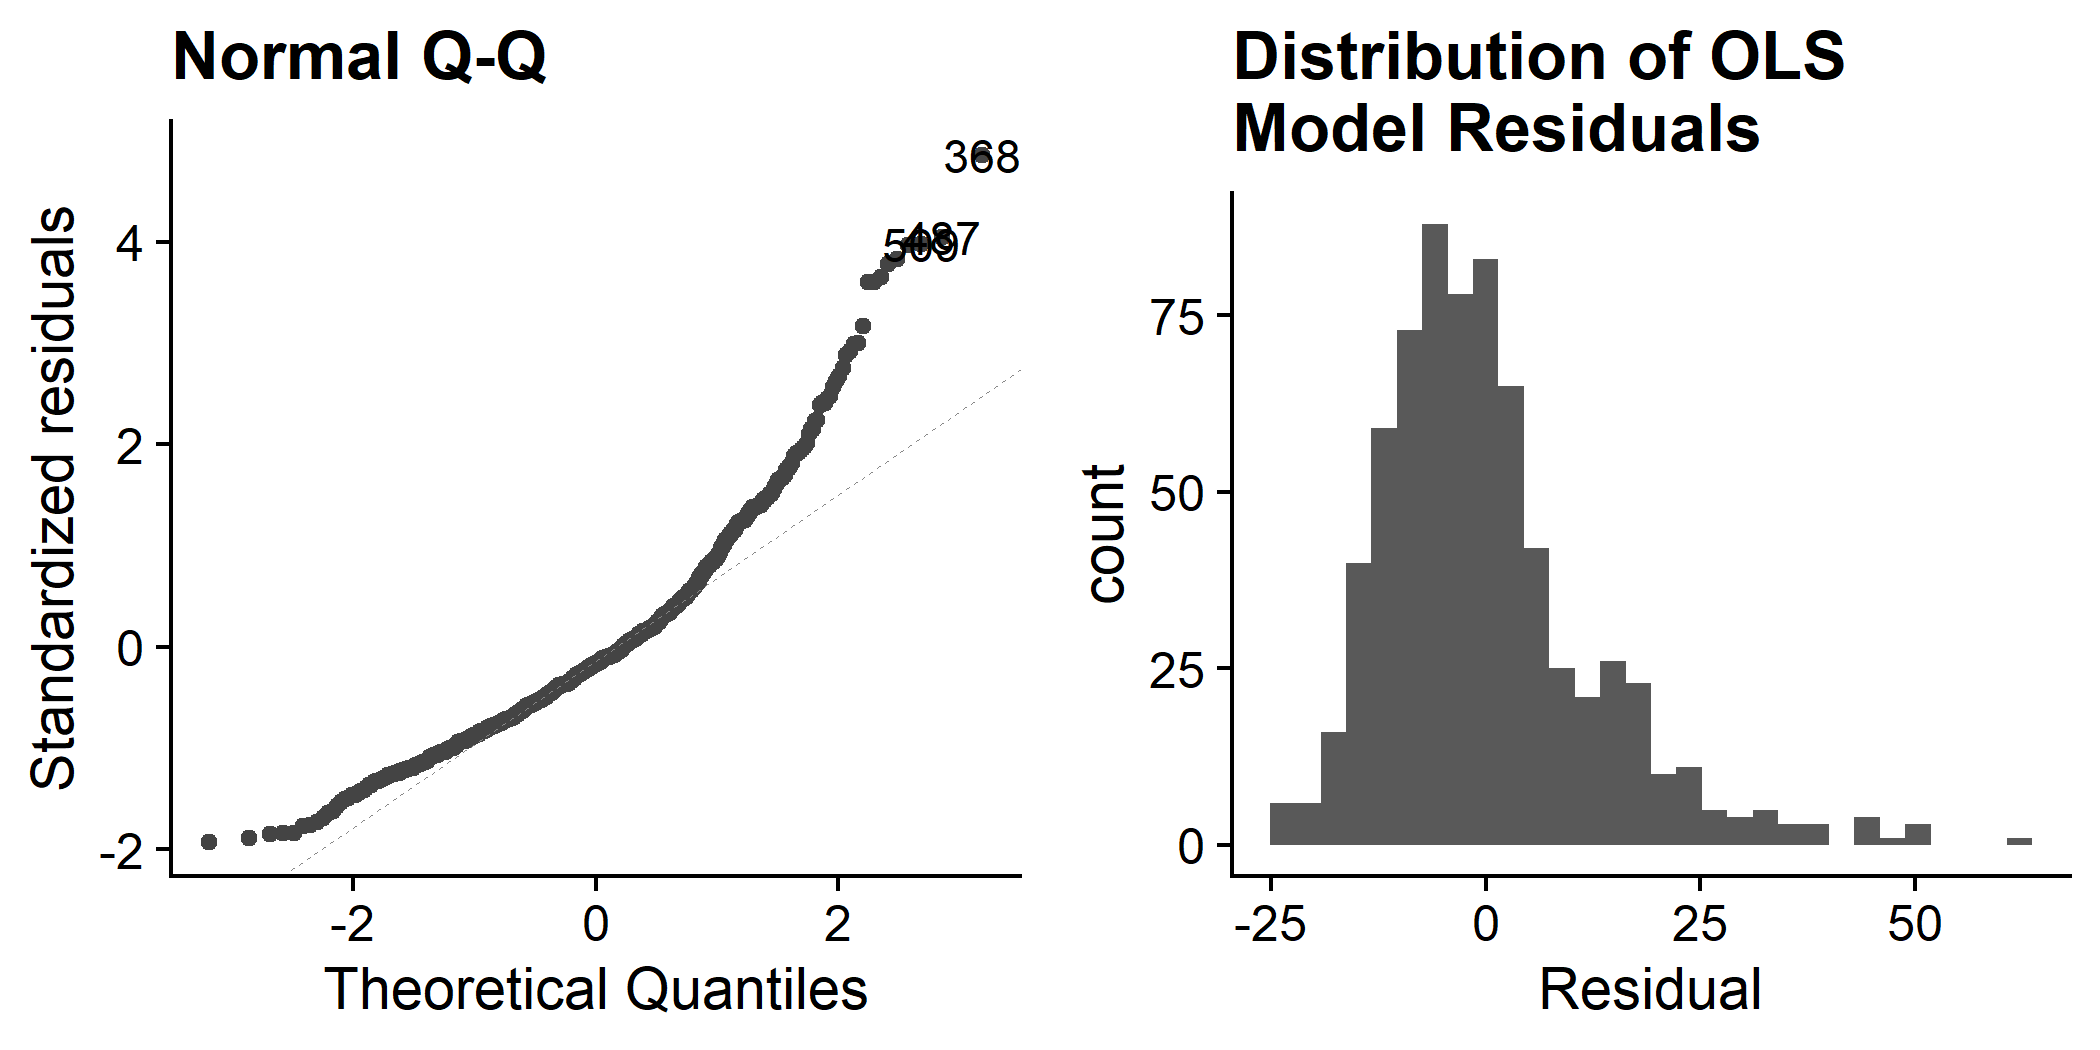 Normal Q-Q
368
4
2
0
-2
-2
0
2
Standardized residuals
Theoretical Quantiles
Distribution of OLS
Model Residuals
75
50
25
0
-25
0
25
50
count
Residual